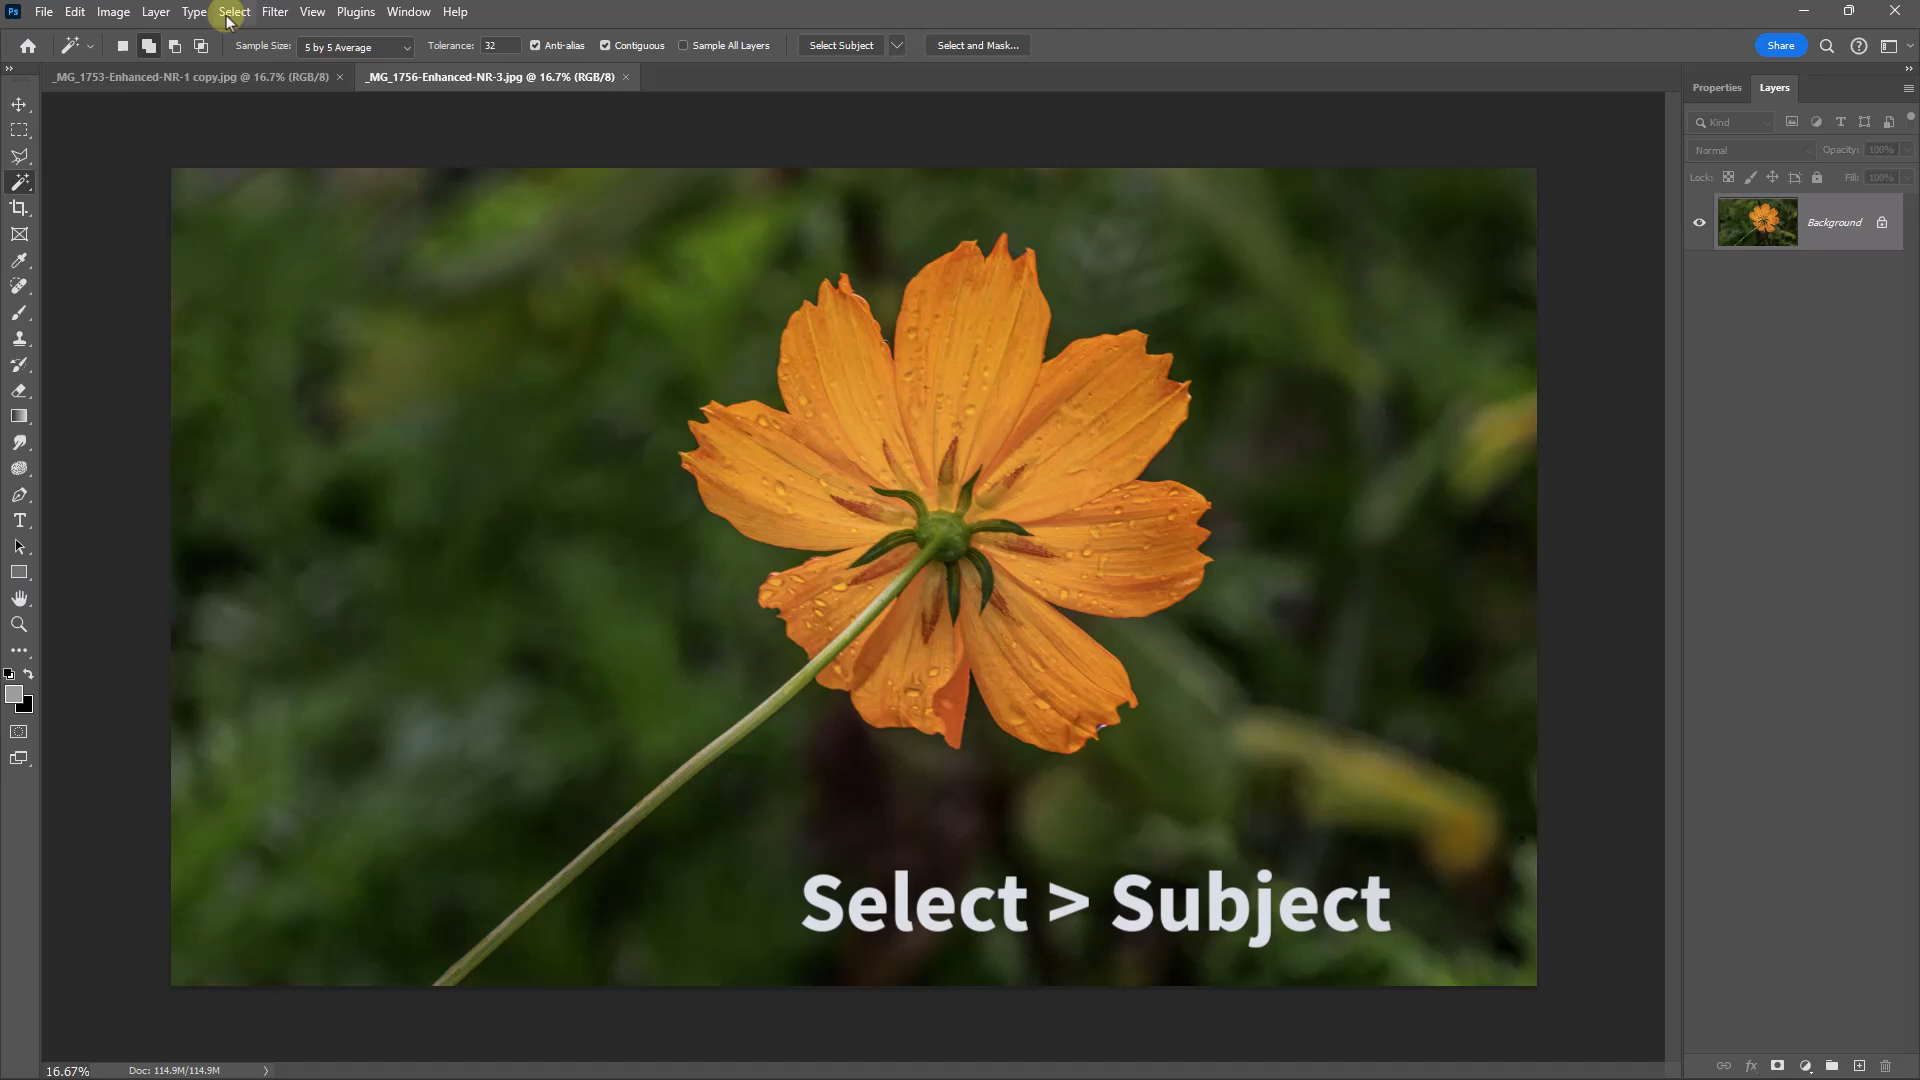 Ps File Edit Image Layer Type Select Filter View Plugins Window Help
Sample Size: 5 by 5 Average Tolerance: 32 Anti-alias Contiguous Sample All Layers Select Subject Select and Mask... Share
_MG_1753-Enhanced-NR-1 copy.jpg @ 16.7% (RGB/8) × _MG_1756-Enhanced-NR-3.jpg @ 16.7% (RGB/8) ×
Properties Layers
Kind
Normal Opacity: 100%
Lock: Fill: 100%
Background
Select > Subject
16.67% Doc: 114.9M/114.9M